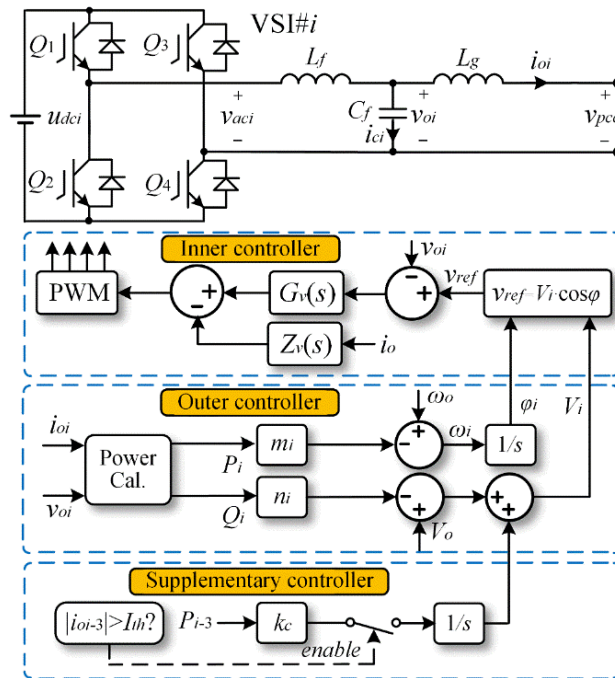 VSI#i
Q1
Q3
Lf
Lg
ioi
udci
+
vaci
−
Cf
ici
+
voi
−
+
vpcc
−
Q2
Q4
Inner controller
voi
PWM
− +
Gv(s)
− +
vref
vref=Vi·cosφ
Zv(s)
io
Outer controller
ωo
φi
Vi
ioi
Power
Cal.
Pi
mi
− +
ωi
1/s
voi
Qi
ni
− +
+ +
Vo
Supplementary controller
|ioi-3|>Ith?
Pi-3
kc
enable
1/s